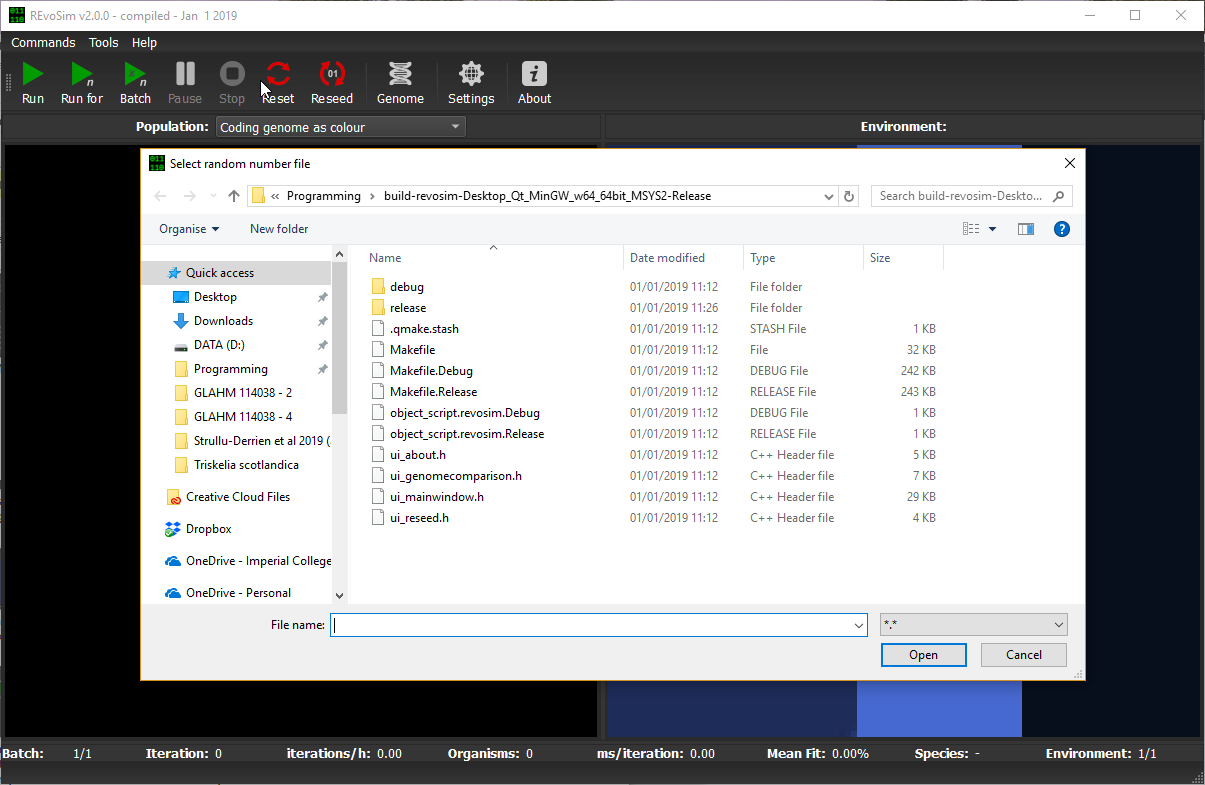 REvoSim v2.0.0 - compiled - Jan 1 2019
Commands Tools Help
01
Run Run for Batch Pause Stop Reset Reseed Genome Settings About
Population: Coding genome as colour Environment:
Select random number file
« Programming › build-revosim-Desktop_Qt_MinGW_w64_64bit_MSYS2-Release Search build-revosim-Deskto...
Organise New folder
Name Date modified Type Size
Quick access
Desktop
Downloads
DATA (D:)
Programming
GLAHM 114038 - 2
GLAHM 114038 - 4
Strullu-Derrien et al 2019 (
Triskelia scotlandica
Creative Cloud Files
Dropbox
OneDrive - Imperial College
OneDrive - Personal
debug 01/01/2019 11:12 File folder
release 01/01/2019 11:26 File folder
.qmake.stash 01/01/2019 11:12 STASH File 1 KB
Makefile 01/01/2019 11:12 File 32 KB
Makefile.Debug 01/01/2019 11:12 DEBUG File 242 KB
Makefile.Release 01/01/2019 11:12 RELEASE File 243 KB
object_script.revosim.Debug 01/01/2019 11:12 DEBUG File 1 KB
object_script.revosim.Release 01/01/2019 11:12 RELEASE File 1 KB
ui_about.h 01/01/2019 11:12 C++ Header file 5 KB
ui_genomecomparison.h 01/01/2019 11:12 C++ Header file 7 KB
ui_mainwindow.h 01/01/2019 11:12 C++ Header file 29 KB
ui_reseed.h 01/01/2019 11:12 C++ Header file 4 KB
File name: *.*
Open Cancel
Batch: 1/1 Iteration: 0 iterations/h: 0.00 Organisms: 0 ms/iteration: 0.00 Mean Fit: 0.00% Species: - Environment: 1/1